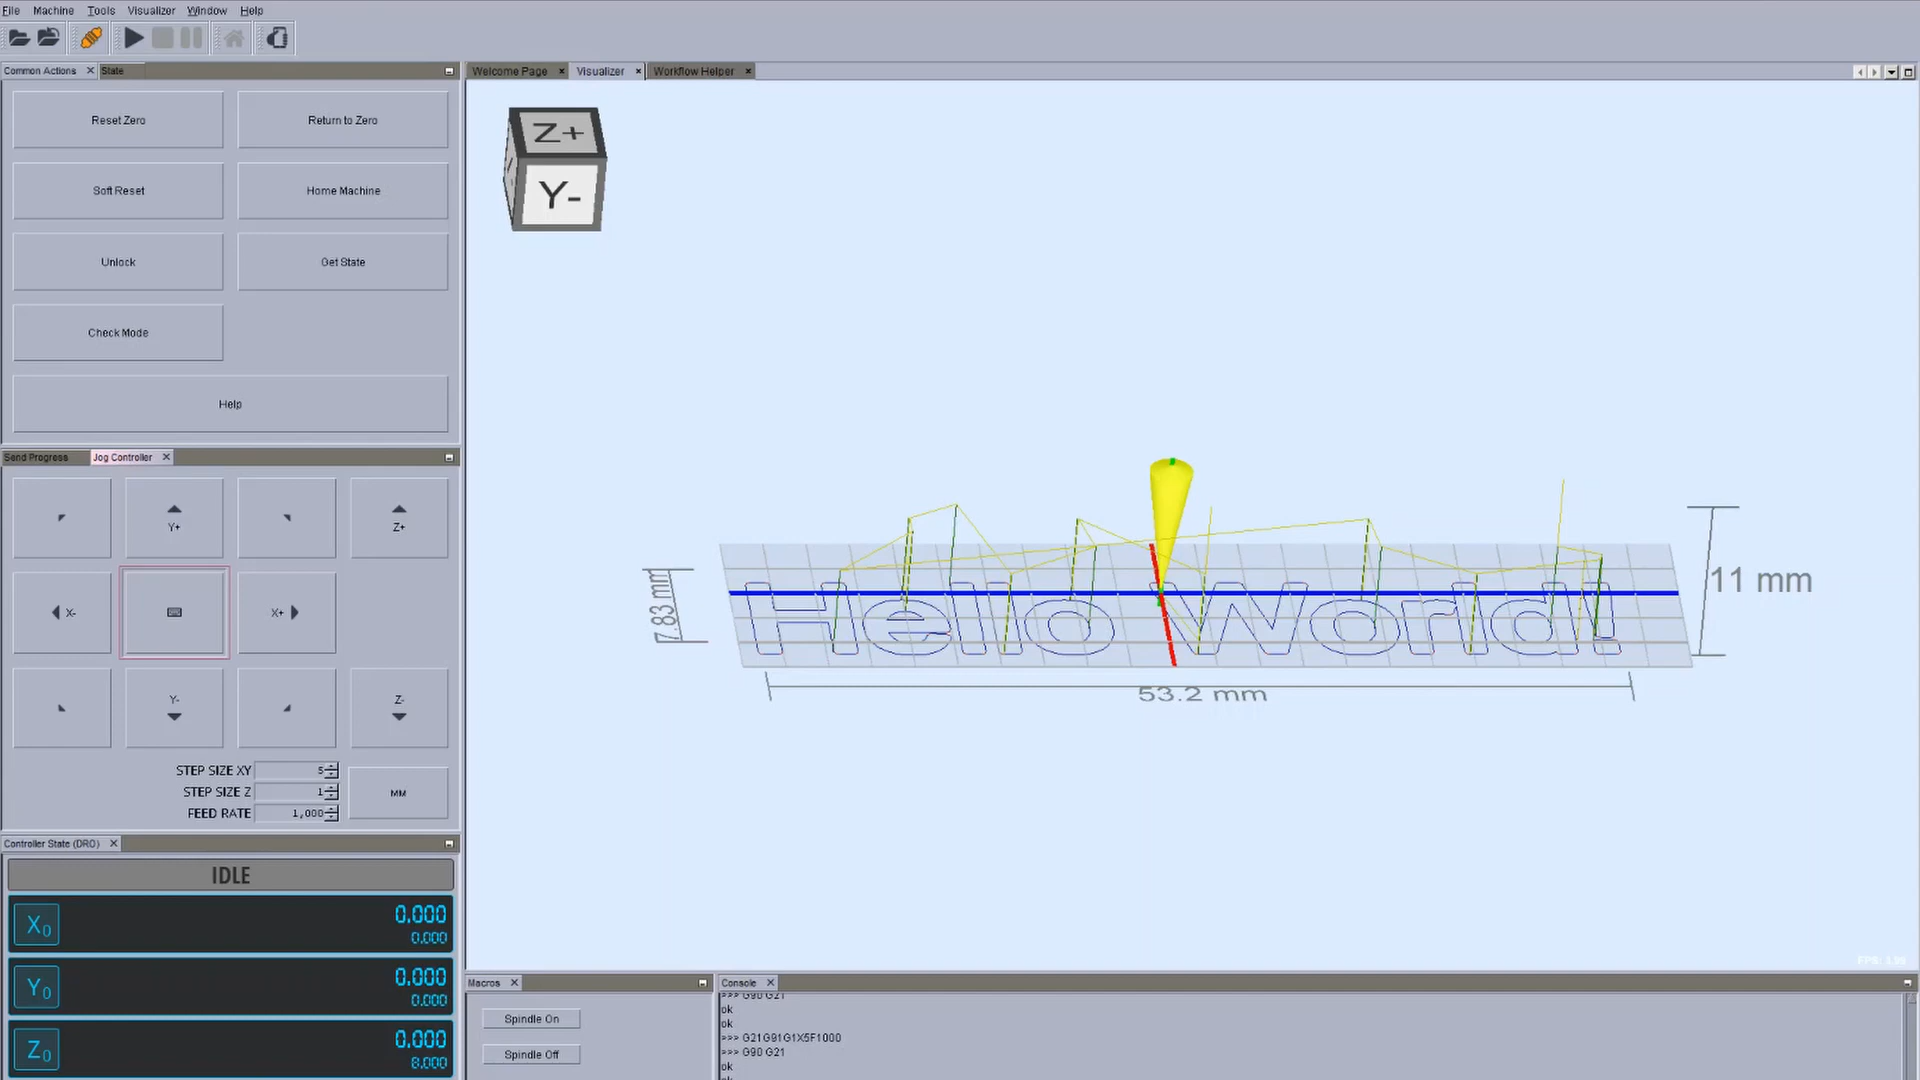 File Machine Tools Visualizer Window Help
Common Actions State
Welcome Page Visualizer Workflow Helper
Reset Zero Return to Zero
Soft Reset Home Machine
Unlock Get State
Check Mode
Help
Z+
Y-
Send Progress Jog Controller
Y+ Z+
X- X+
Y- Z-
STEP SIZE XY 5
STEP SIZE Z 1
FEED RATE 1,000
MM
Hello World!
7.83 mm
11 mm
53.2 mm
Controller State (DRO)
IDLE
X0 0.000
0.000
Y0 0.000
0.000
Z0 0.000
8.000
Macros
Spindle On
Spindle Off
Console
>>> G90 G21
ok
ok
>>> G21G91G1X5F1000
>>> G90 G21
ok